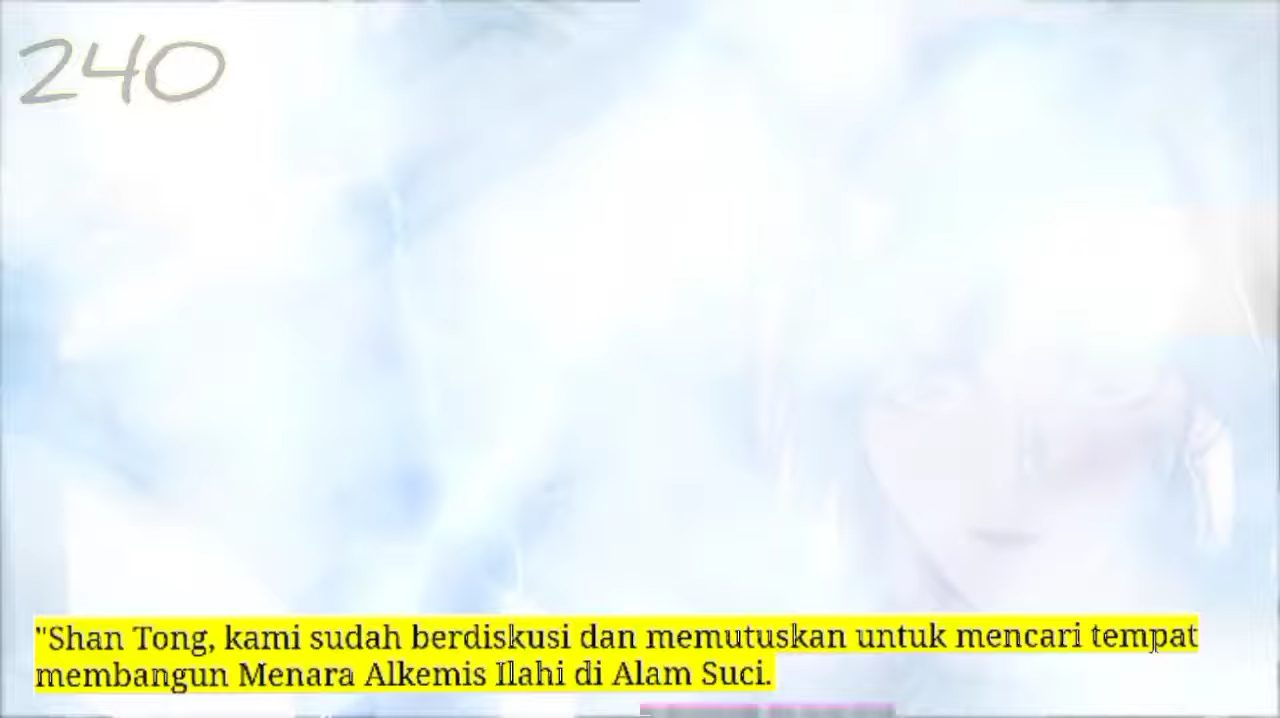 240
"Shan Tong, kami sudah berdiskusi dan memutuskan untuk mencari tempat
membangun Menara Alkemis Ilahi di Alam Suci.